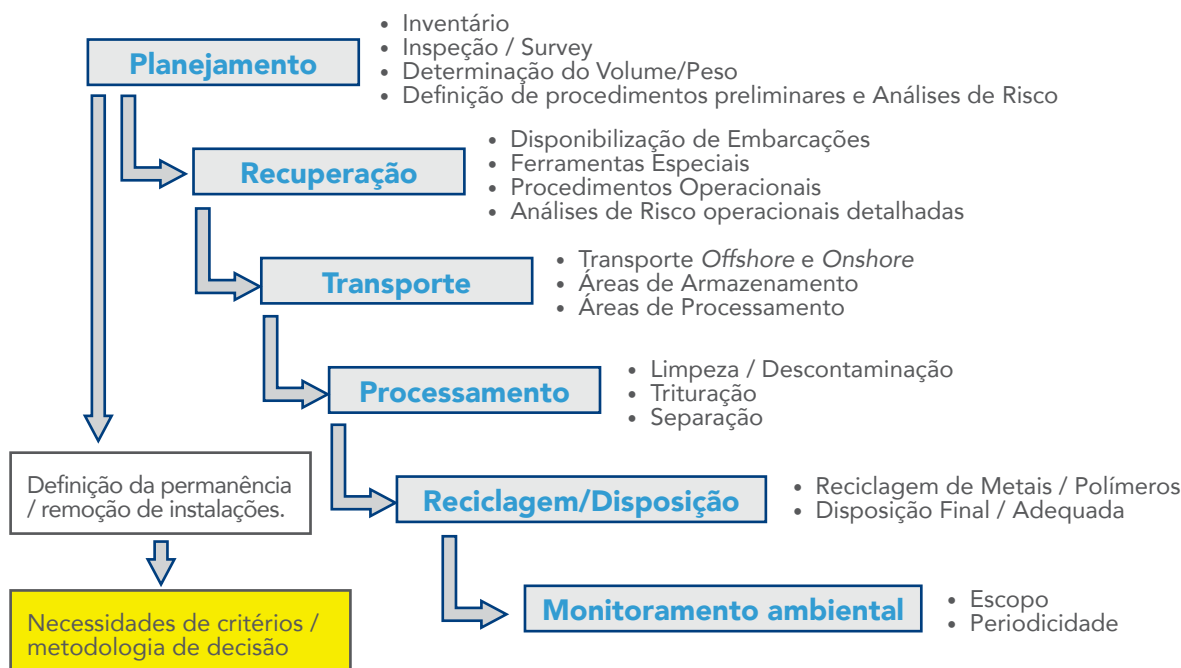 Planejamento
• Inventário
• Inspeção / Survey
• Determinação do Volume/Peso
• Definição de procedimentos preliminares e Análises de Risco
Recuperação
• Disponibilização de Embarcações
• Ferramentas Especiais
• Procedimentos Operacionais
• Análises de Risco operacionais detalhadas
Transporte
• Transporte Offshore e Onshore
• Áreas de Armazenamento
• Áreas de Processamento
Processamento
• Limpeza / Descontaminação
• Trituração
• Separação
Definição da permanência
/ remoção de instalações.
Reciclagem/Disposição
• Reciclagem de Metais / Polímeros
• Disposição Final / Adequada
Necessidades de critérios /
metodologia de decisão
Monitoramento ambiental
• Escopo
• Periodicidade